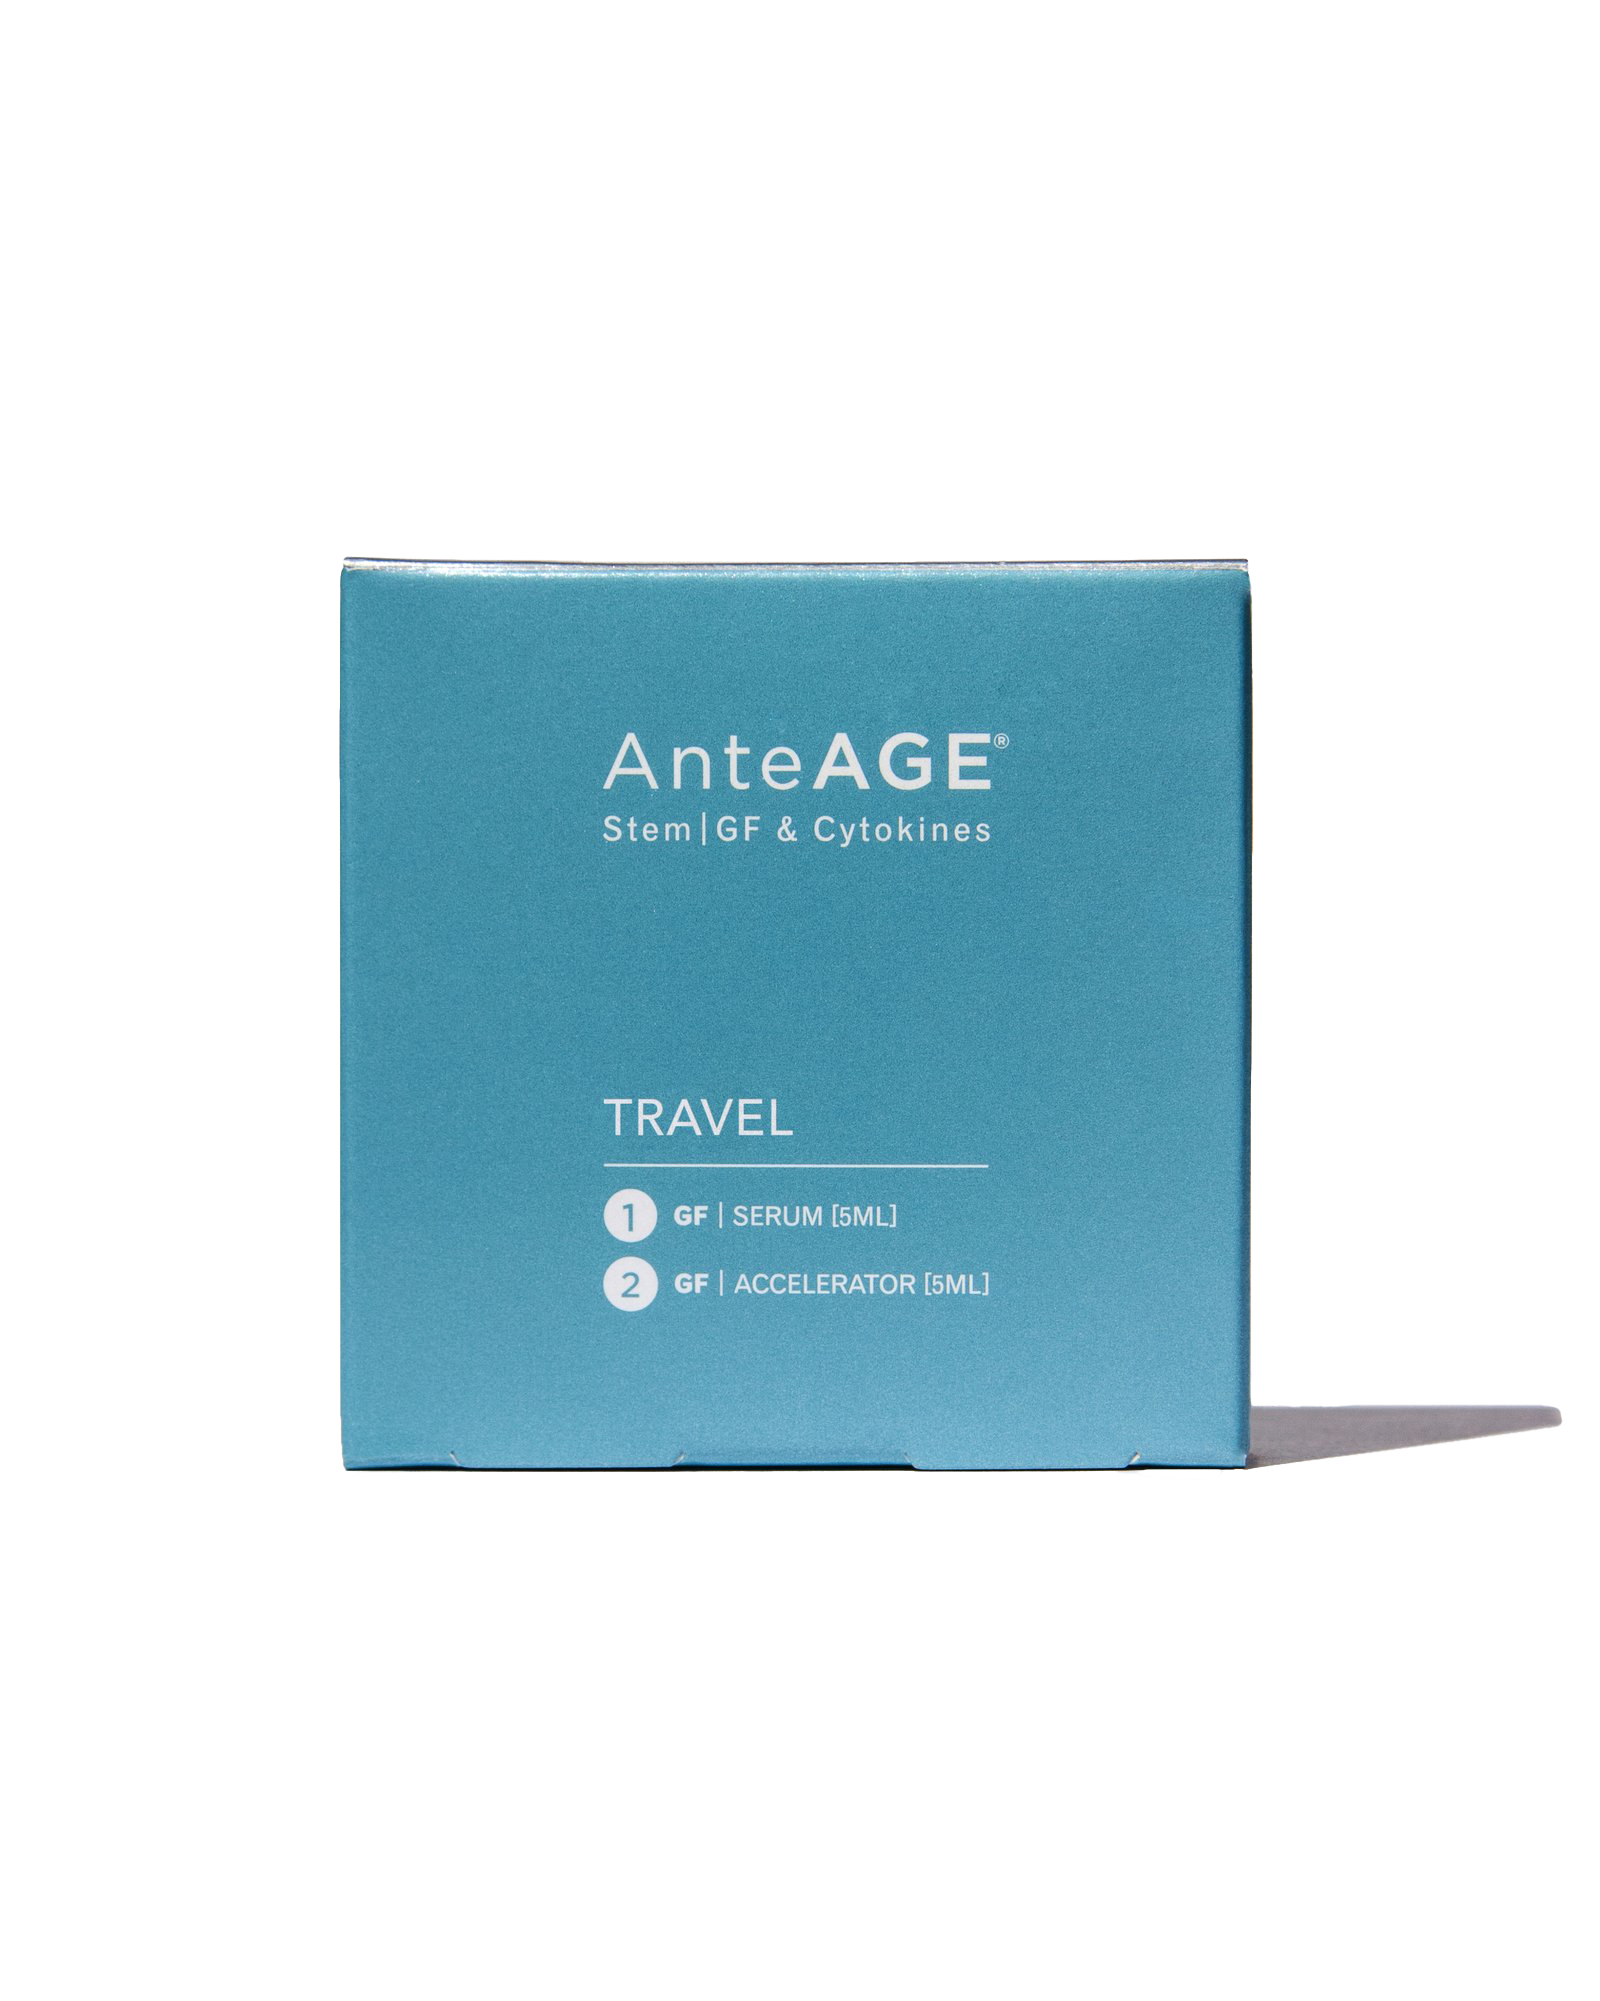 AnteAGE®
Stem|GF & Cytokines
TRAVEL
1 GF | SERUM [5ML]
2 GF | ACCELERATOR [5ML]